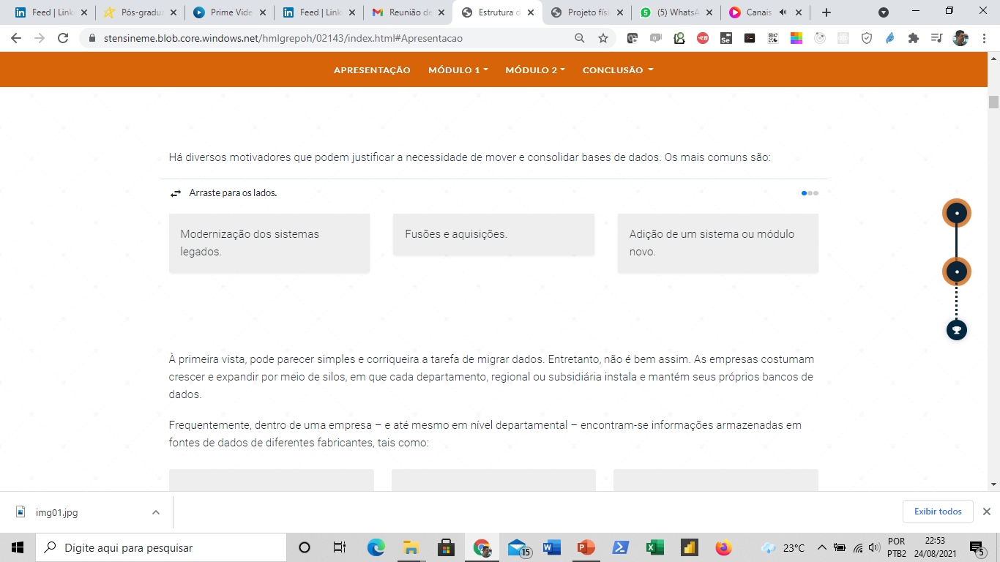 Feed | Link
Pós-gradu
Prime Vide
Feed | Link
Reunião de
Estrutura d
Projeto fís
(5) WhatsA
Canais
stensineme.blob.core.windows.net/hmlgrepoh/02143/index.html#Apresentacao
APRESENTAÇÃO
MÓDULO 1
MÓDULO 2
CONCLUSÃO
Há diversos motivadores que podem justificar a necessidade de mover e consolidar bases de dados. Os mais comuns são:
Arraste para os lados.
Modernização dos sistemas
legados.
Fusões e aquisições.
Adição de um sistema ou módulo
novo.
À primeira vista, pode parecer simples e corriqueira a tarefa de migrar dados. Entretanto, não é bem assim. As empresas costumam
crescer e expandir por meio de silos, em que cada departamento, regional ou subsidiária instala e mantém seus próprios bancos de
dados.
Frequentemente, dentro de uma empresa – e até mesmo em nível departamental – encontram-se informações armazenadas em
fontes de dados de diferentes fabricantes, tais como:
img01.jpg
Exibir todos
Digite aqui para pesquisar
15
23°C
POR
PTB2
22:53
24/08/2021
5